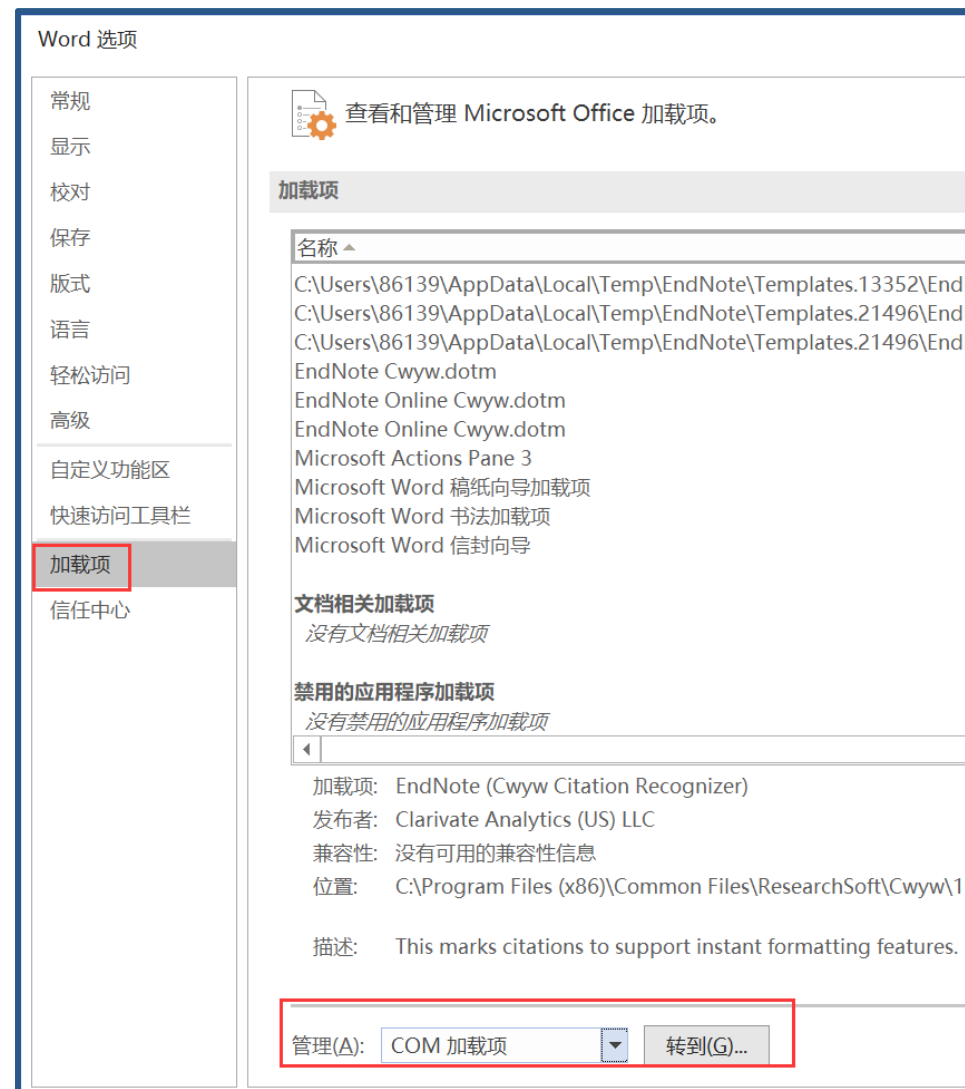 Word 选项
常规
显示
校对
保存
版式
语言
轻松访问
高级
自定义功能区
快速访问工具栏
加载项
信任中心
查看和管理 Microsoft Office 加载项。
加载项
名称
C:\Users\86139\AppData\Local\Temp\EndNote\Templates.13352\End
C:\Users\86139\AppData\Local\Temp\EndNote\Templates.21496\End
C:\Users\86139\AppData\Local\Temp\EndNote\Templates.21496\End
EndNote Cwyw.dotm
EndNote Online Cwyw.dotm
EndNote Online Cwyw.dotm
Microsoft Actions Pane 3
Microsoft Word 稿纸向导加载项
Microsoft Word 书法加载项
Microsoft Word 信封向导
文档相关加载项
没有文档相关加载项
禁用的应用程序加载项
没有禁用的应用程序加载项
加载项: EndNote (Cwyw Citation Recognizer)
发布者: Clarivate Analytics (US) LLC
兼容性: 没有可用的兼容性信息
位置: C:\Program Files (x86)\Common Files\ResearchSoft\Cwyw\1
描述: This marks citations to support instant formatting features.
管理(A): COM 加载项 转到(G)...